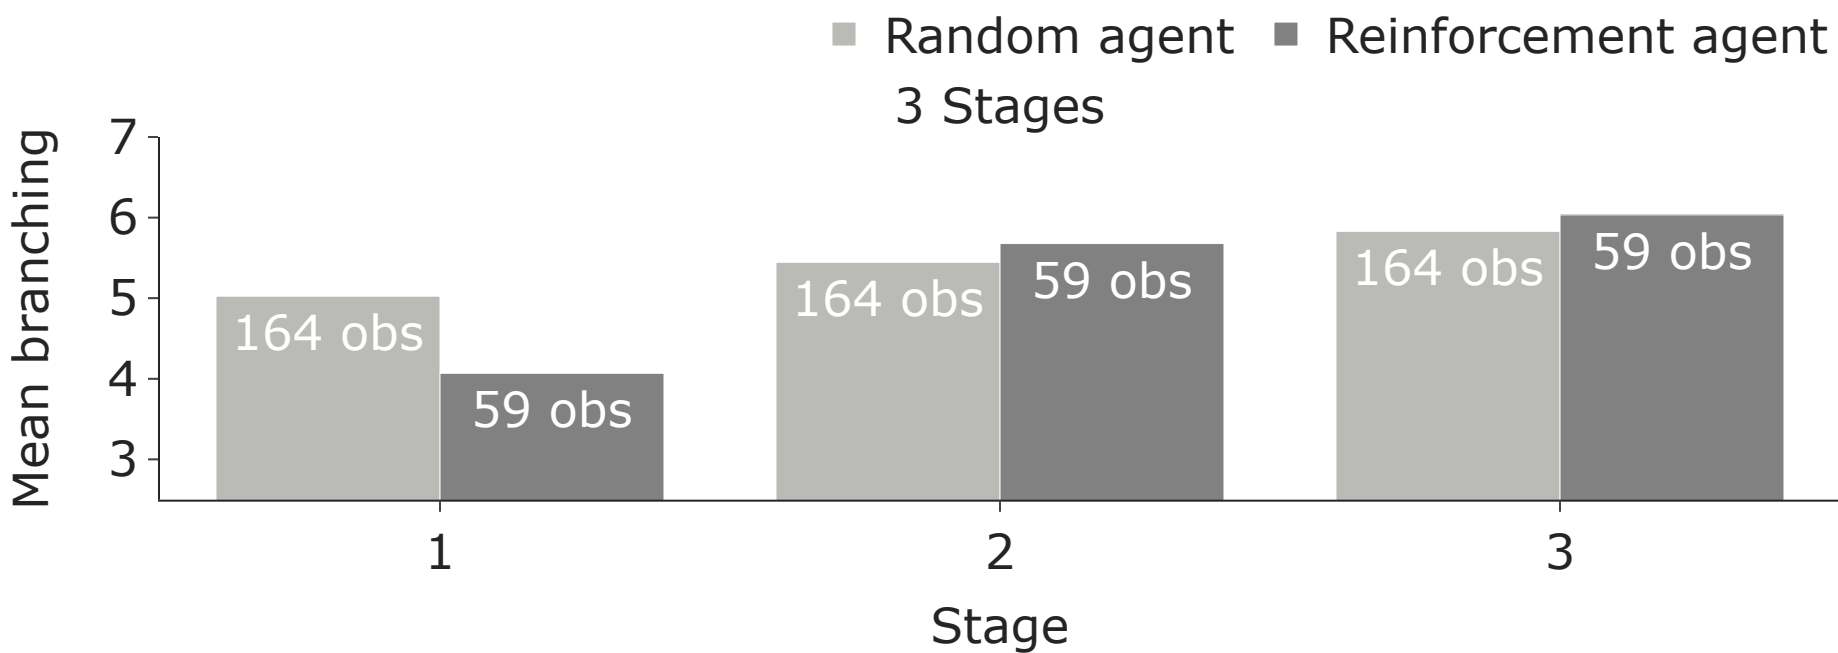 Random agent Reinforcement agent
3 Stages
Mean branching
7
6
5
4
3
164 obs
59 obs
164 obs
59 obs
164 obs
59 obs
1 2 3
Stage